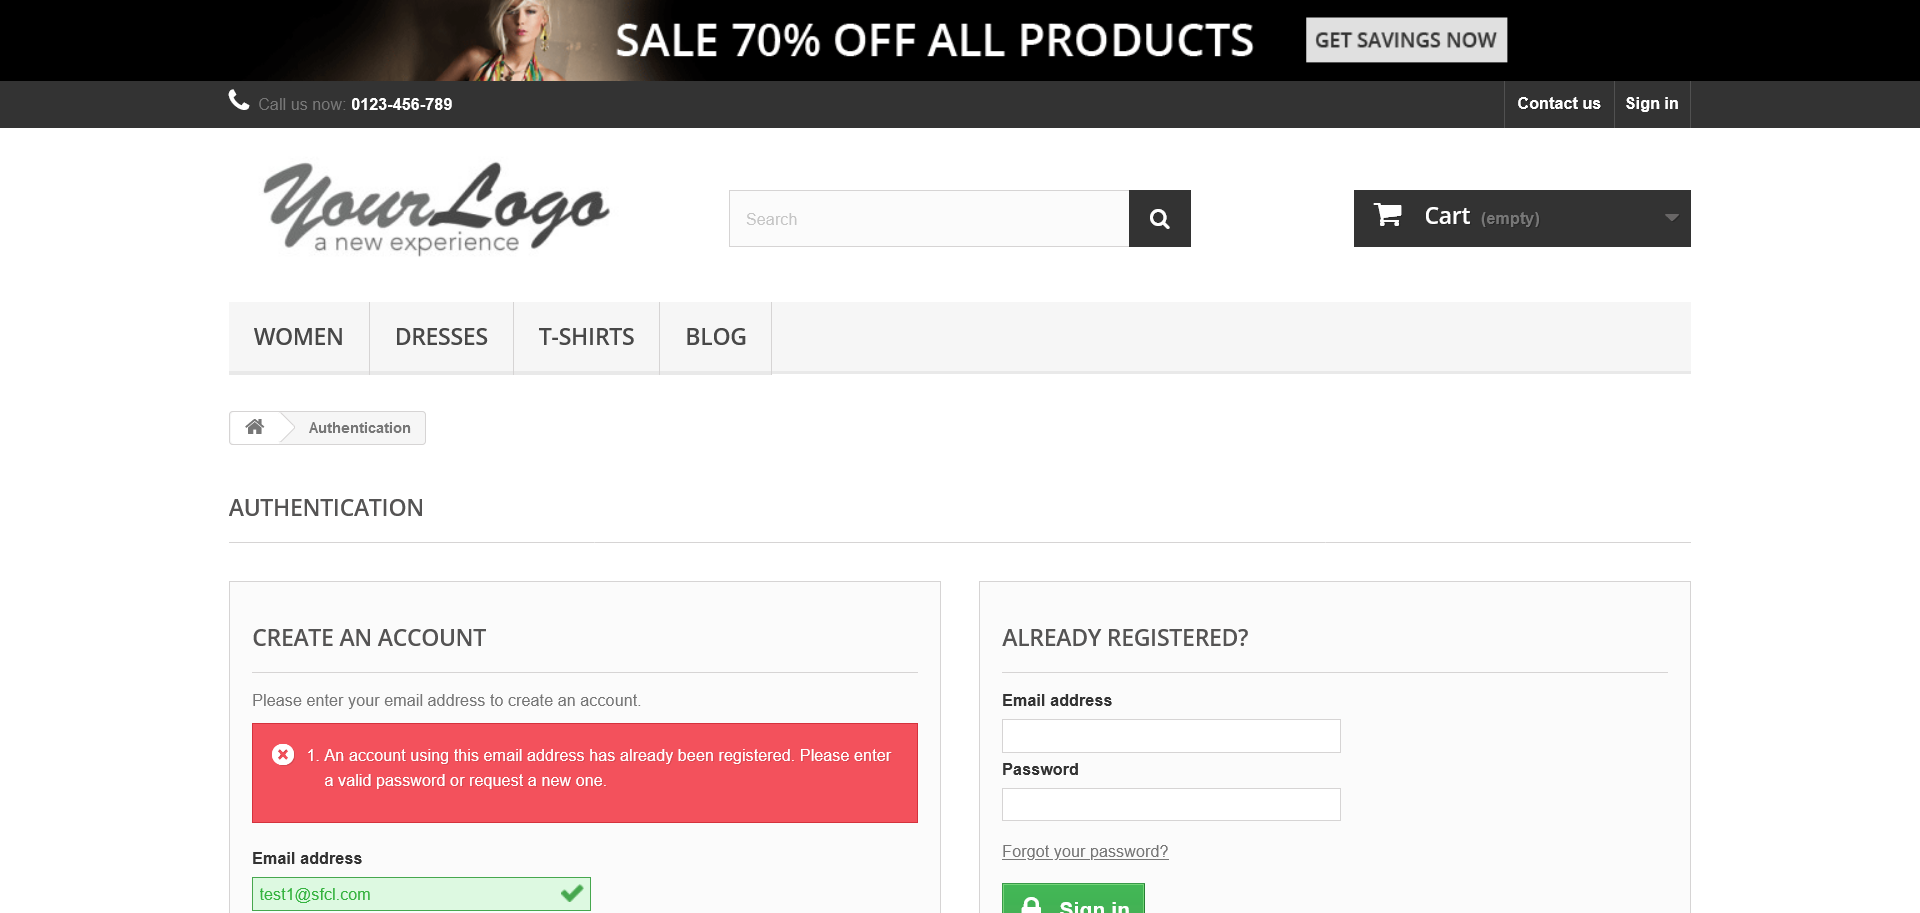 SALE 70% OFF ALL PRODUCTS GET SAVINGS NOW
Call us now: 0123-456-789 Contact us Sign in
Your Logo
a new experience
Search
Cart (empty)
WOMEN DRESSES T-SHIRTS BLOG
Authentication
AUTHENTICATION
CREATE AN ACCOUNT
Please enter your email address to create an account.
1. An account using this email address has already been registered. Please enter
a valid password or request a new one.
Email address
test1@sfcl.com
ALREADY REGISTERED?
Email address
Password
Forgot your password?
Sign in